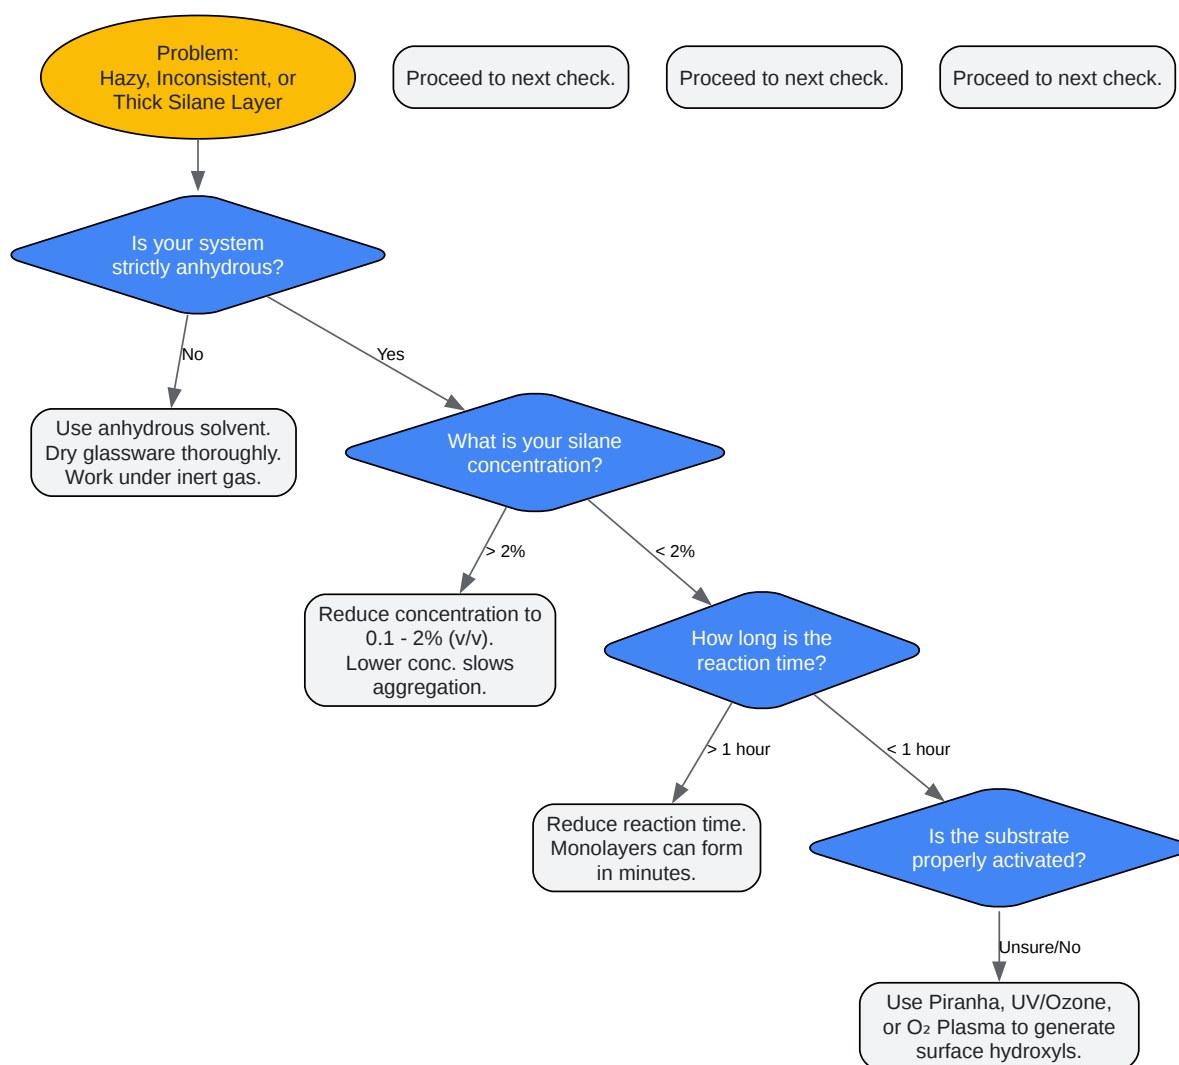 Problem:
Hazy, Inconsistent, or
Thick Silane Layer
Proceed to next check.
Proceed to next check.
Proceed to next check.
Is your system
strictly anhydrous?
No
Yes
Use anhydrous solvent.
Dry glassware thoroughly.
Work under inert gas.
What is your silane
concentration?
> 2%
< 2%
Reduce concentration to
0.1 - 2% (v/v).
Lower conc. slows
aggregation.
How long is the
reaction time?
> 1 hour
< 1 hour
Reduce reaction time.
Monolayers can form
in minutes.
Is the substrate
properly activated?
Unsure/No
Use Piranha, UV/Ozone,
or O₂ Plasma to generate
surface hydroxyls.